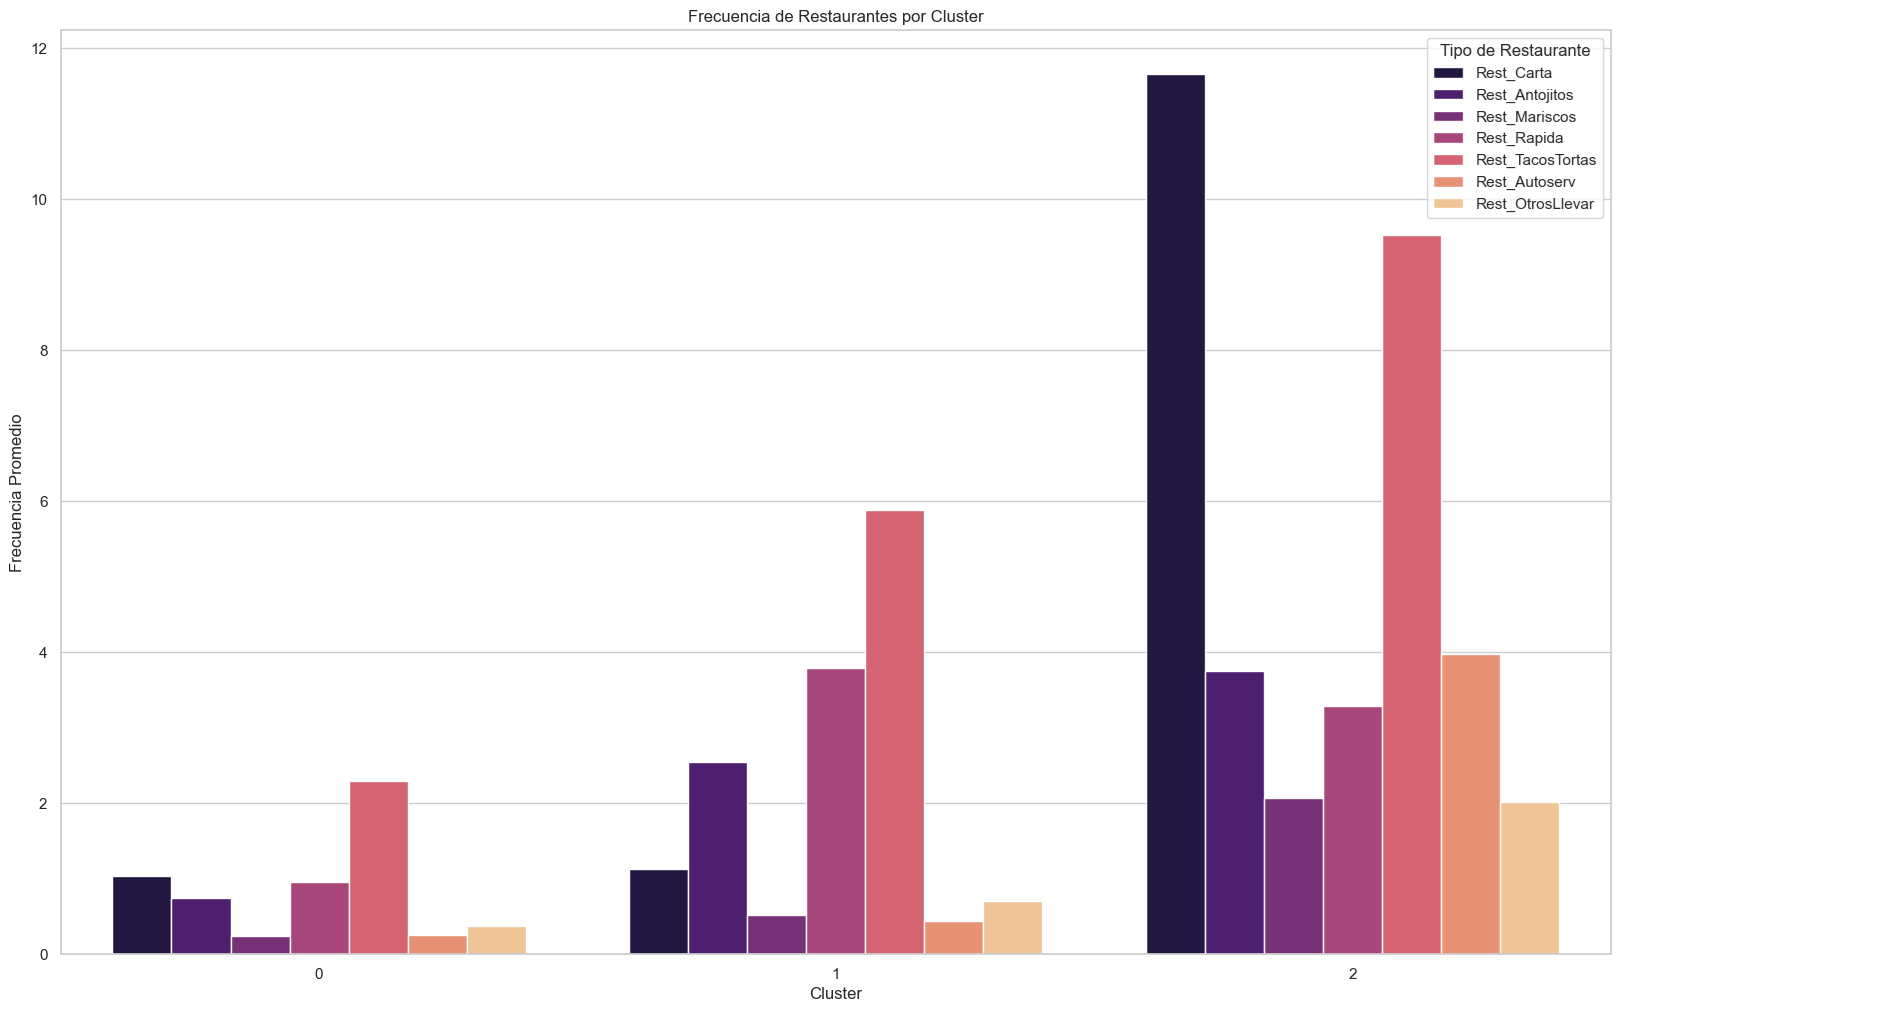 Frecuencia de Restaurantes por Cluster
12
10
8
6
4
2
0
Frecuencia Promedio
Tipo de Restaurante
Rest_Carta
Rest_Antojitos
Rest_Mariscos
Rest_Rapida
Rest_TacosTortas
Rest_Autoserv
Rest_OtrosLlevar
0
1
2
Cluster